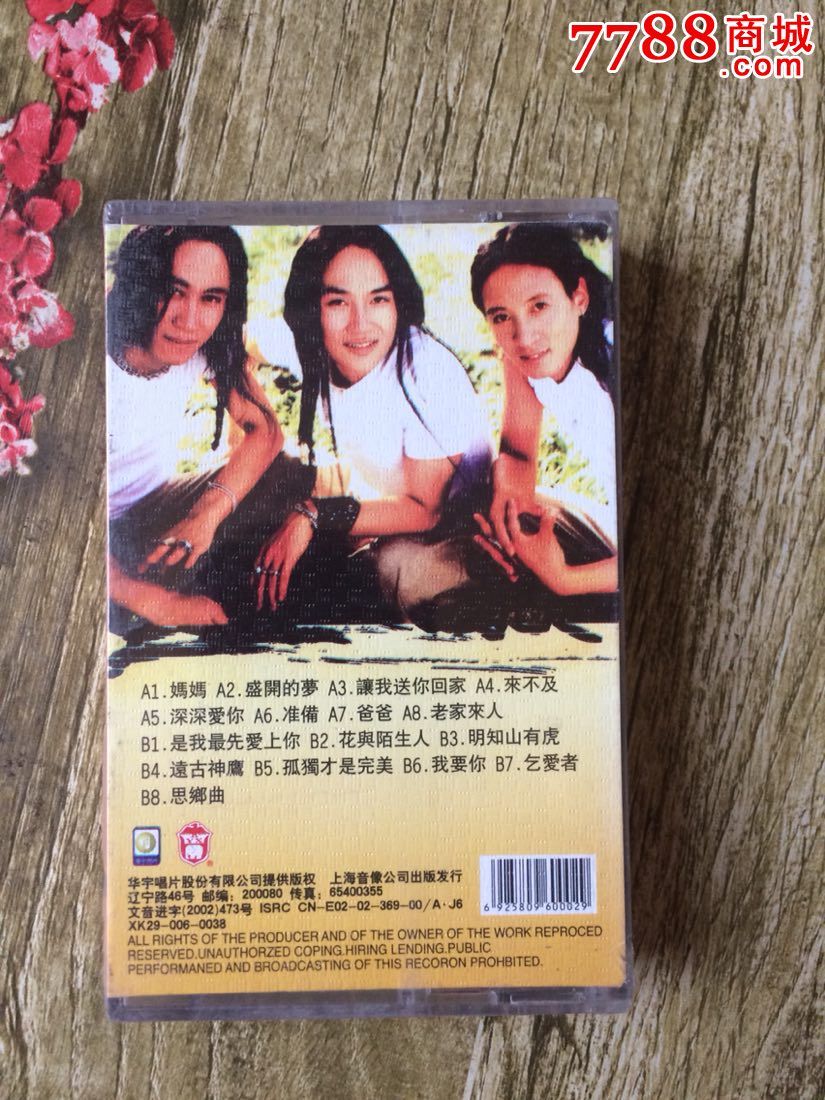 7788商城
.com
A1.媽媽 A2.盛開的夢 A3.讓我送你回家 A4.來不及
A5.深深愛你 A6.准備 A7.爸爸 A8.老家來人
B1.是我最先愛上你 B2.花與陌生人 B3.明知山有虎
B4.遠古神鷹 B5.孤獨才是完美 B6.我要你 B7.乞愛者
B8.思鄉曲
华宇唱片股份有限公司提供版权 上海音像公司出版发行
辽宁路46号 邮编：200080 传真：65400355
文音进字(2002)473号 ISRC CN-E02-02-369-00/A·J6
XK29-006-0038
6 925809 600029
ALL RIGHTS OF THE PRODUCER AND OF THE OWNER OF THE WORK REPROCED
RESERVED.UNAUTHORZED COPING.HIRING LENDING.PUBLIC
PERFORMANED AND BROADCASTING OF THIS RECORON PROHBITED.